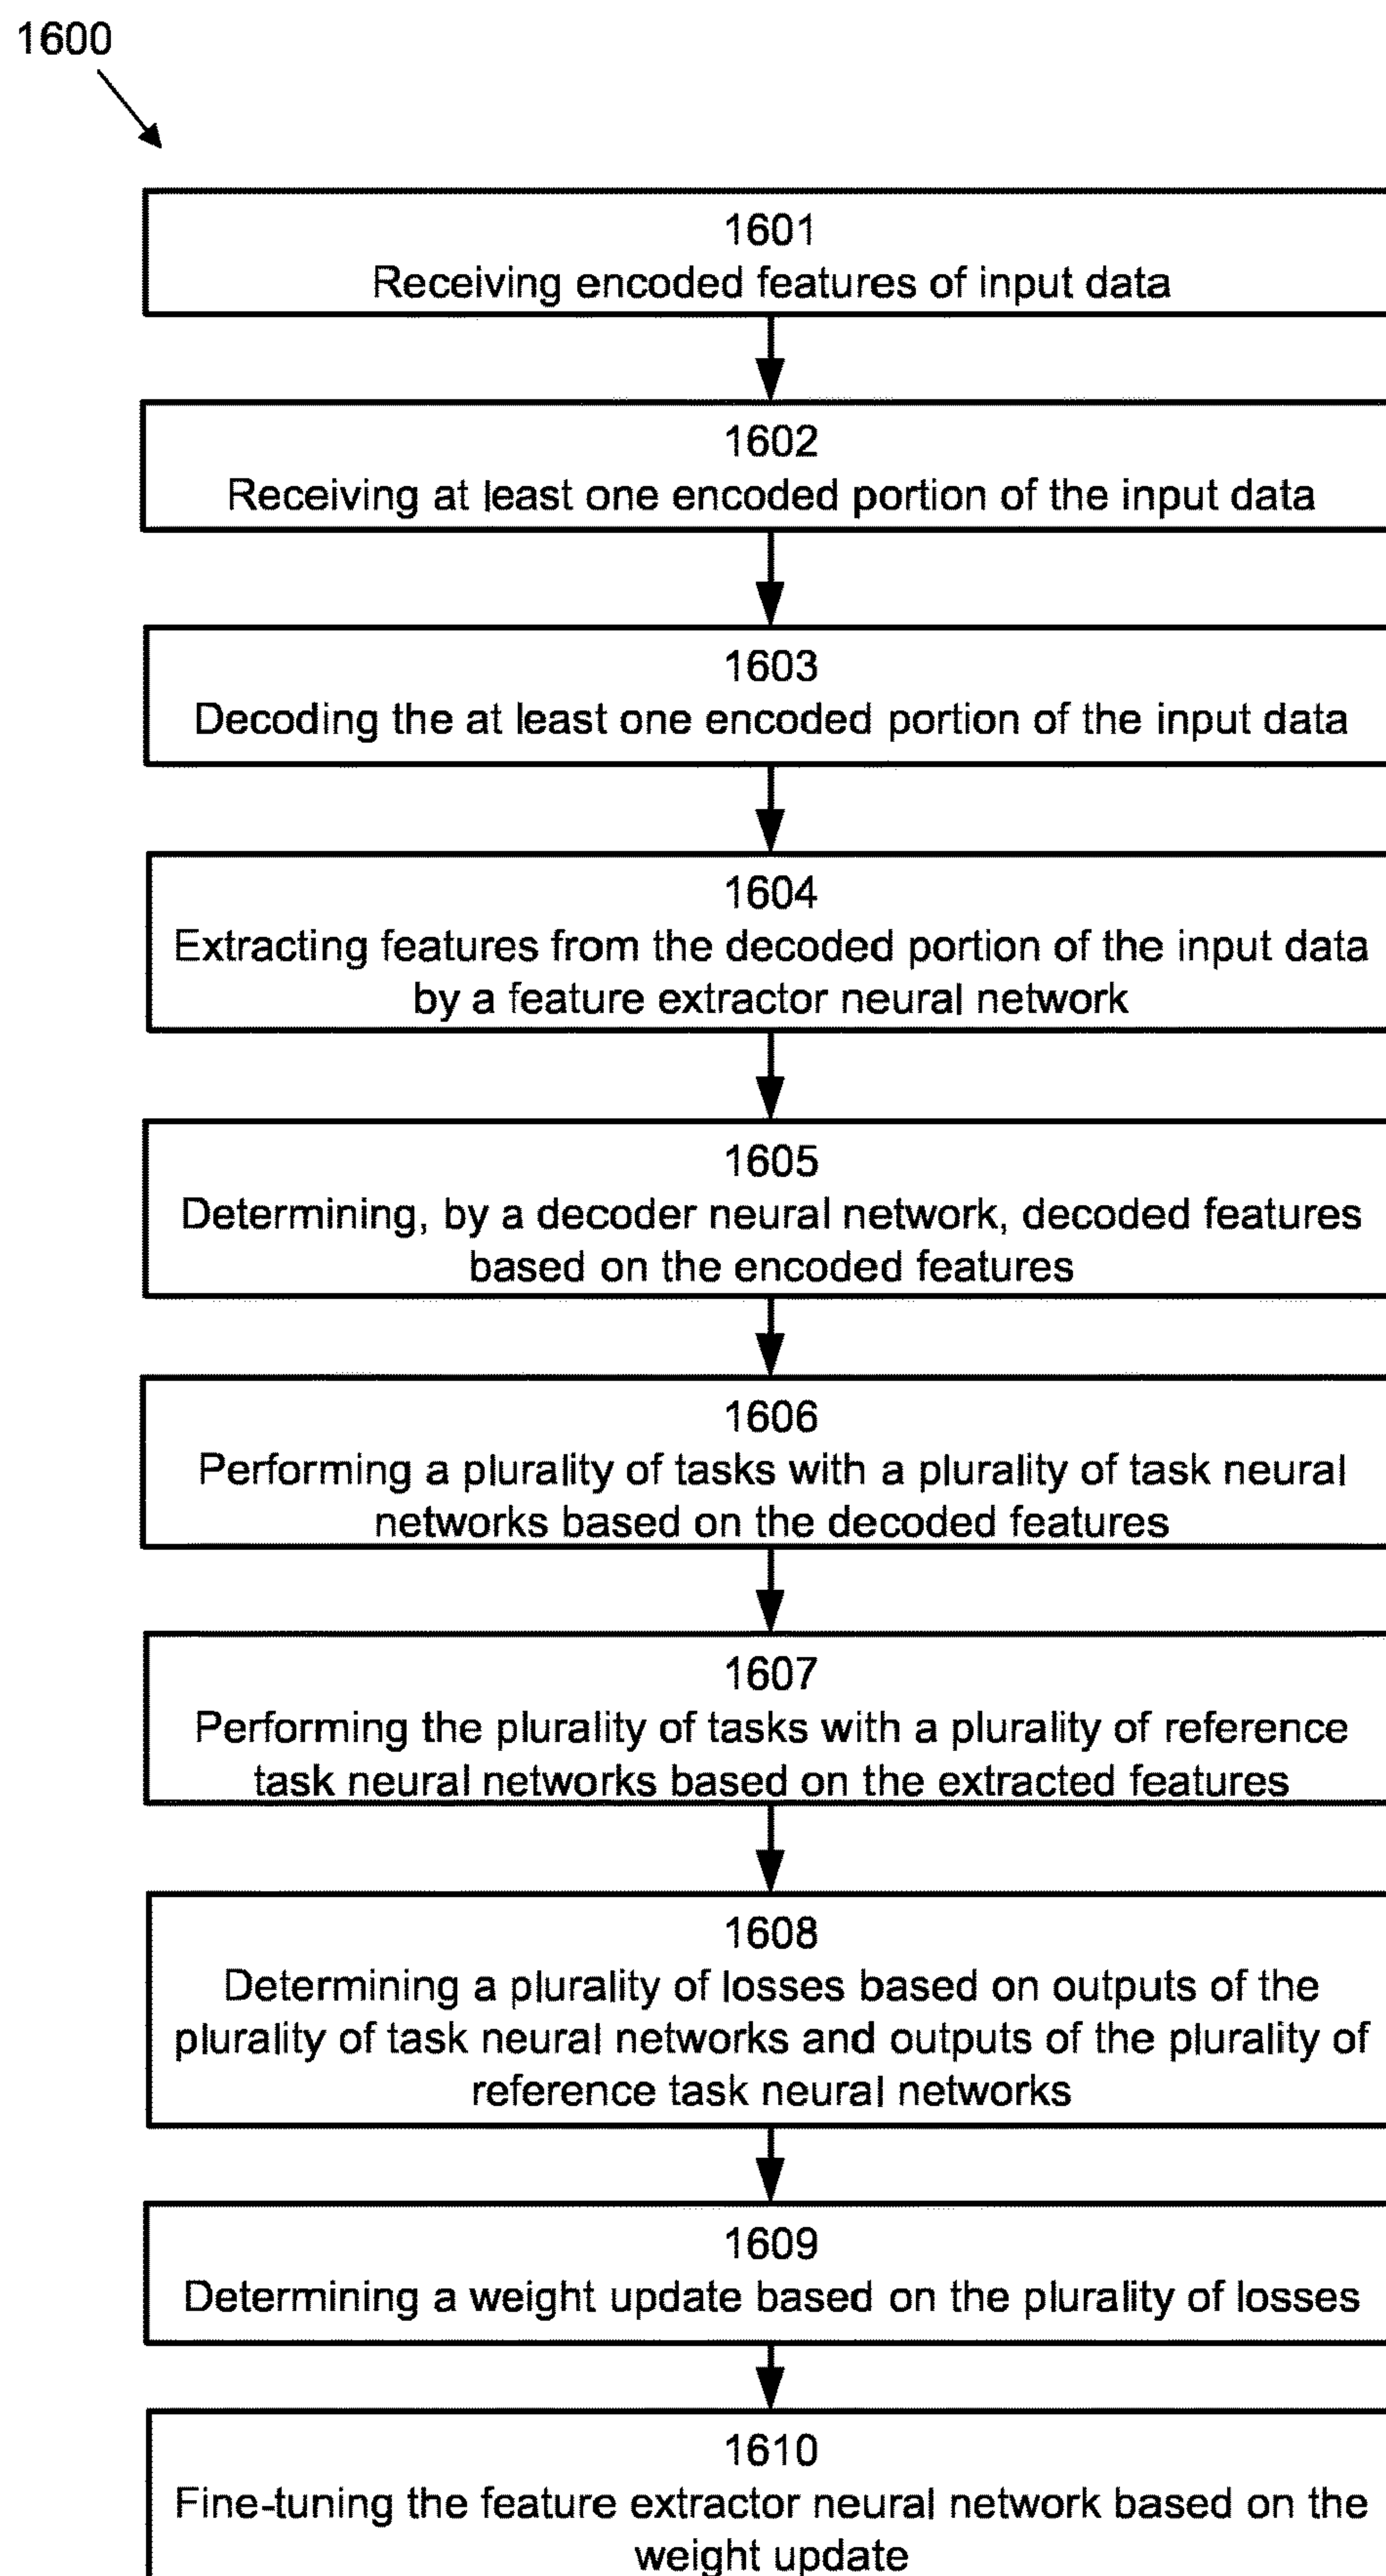 1600
1601
Receiving encoded features of input data
1602
Receiving at least one encoded portion of the input data
1603
Decoding the at least one encoded portion of the input data
1604
Extracting features from the decoded portion of the input data
by a feature extractor neural network
1605
Determining, by a decoder neural network, decoded features
based on the encoded features
1606
Performing a plurality of tasks with a plurality of task neural
networks based on the decoded features
1607
Performing the plurality of tasks with a plurality of reference
task neural networks based on the extracted features
1608
Determining a plurality of losses based on outputs of the
plurality of task neural networks and outputs of the plurality of
reference task neural networks
1609
Determining a weight update based on the plurality of losses
1610
Fine-tuning the feature extractor neural network based on the
weight update